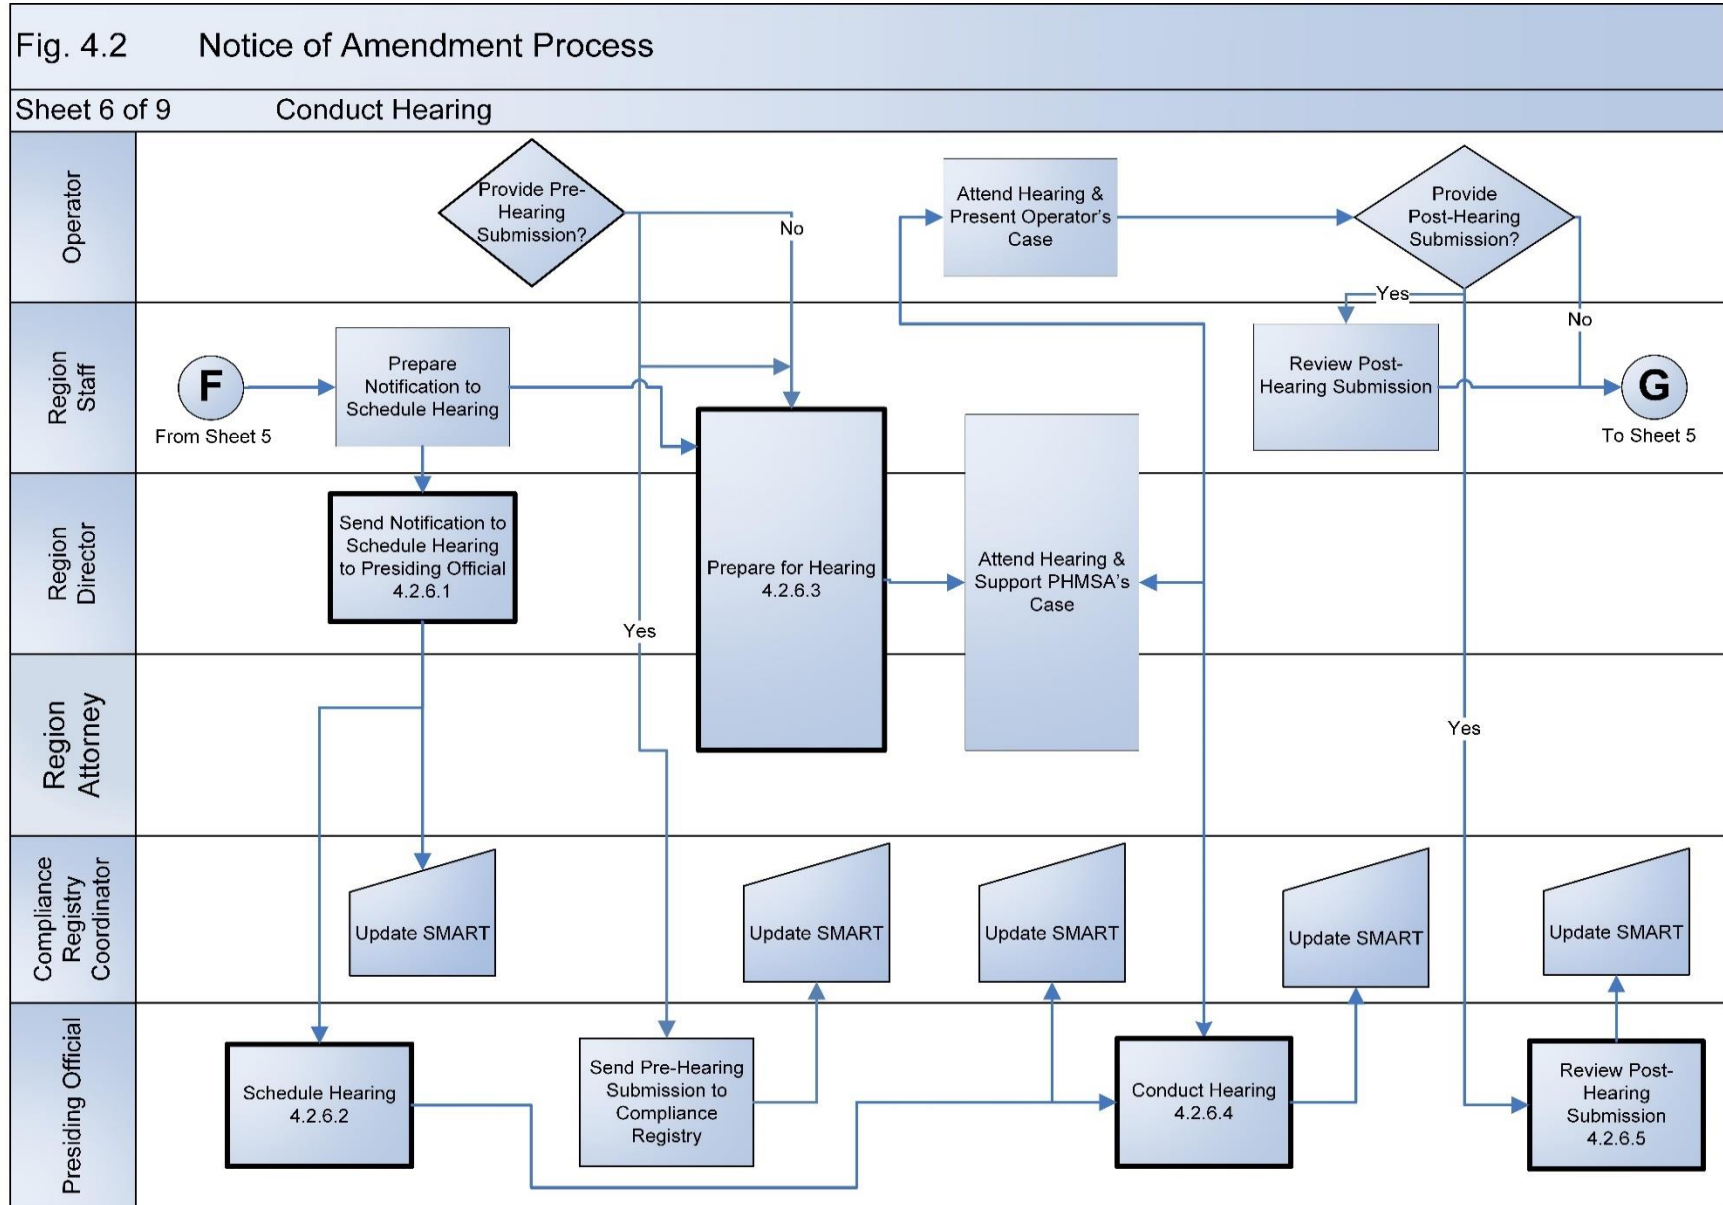 Fig. 4.2 Notice of Amendment Process
Sheet 6 of 9 Conduct Hearing
Operator
Provide Pre-
Hearing
Submission?
No
Attend Hearing &
Present Operator's
Case
Provide
Post-Hearing
Submission?
Yes
No
Region
Staff
F
From Sheet 5
Prepare
Notification to
Schedule Hearing
Review Post-
Hearing Submission
G
To Sheet 5
Region
Director
Send Notification to
Schedule Hearing
to Presiding Official
4.2.6.1
Yes
Prepare for Hearing
4.2.6.3
Attend Hearing &
Support PHMSA's
Case
Region
Attorney
Yes
Compliance
Registry
Coordinator
Update SMART
Update SMART
Update SMART
Update SMART
Update SMART
Presiding Official
Schedule Hearing
4.2.6.2
Send Pre-Hearing
Submission to
Compliance
Registry
Conduct Hearing
4.2.6.4
Review Post-
Hearing
Submission
4.2.6.5